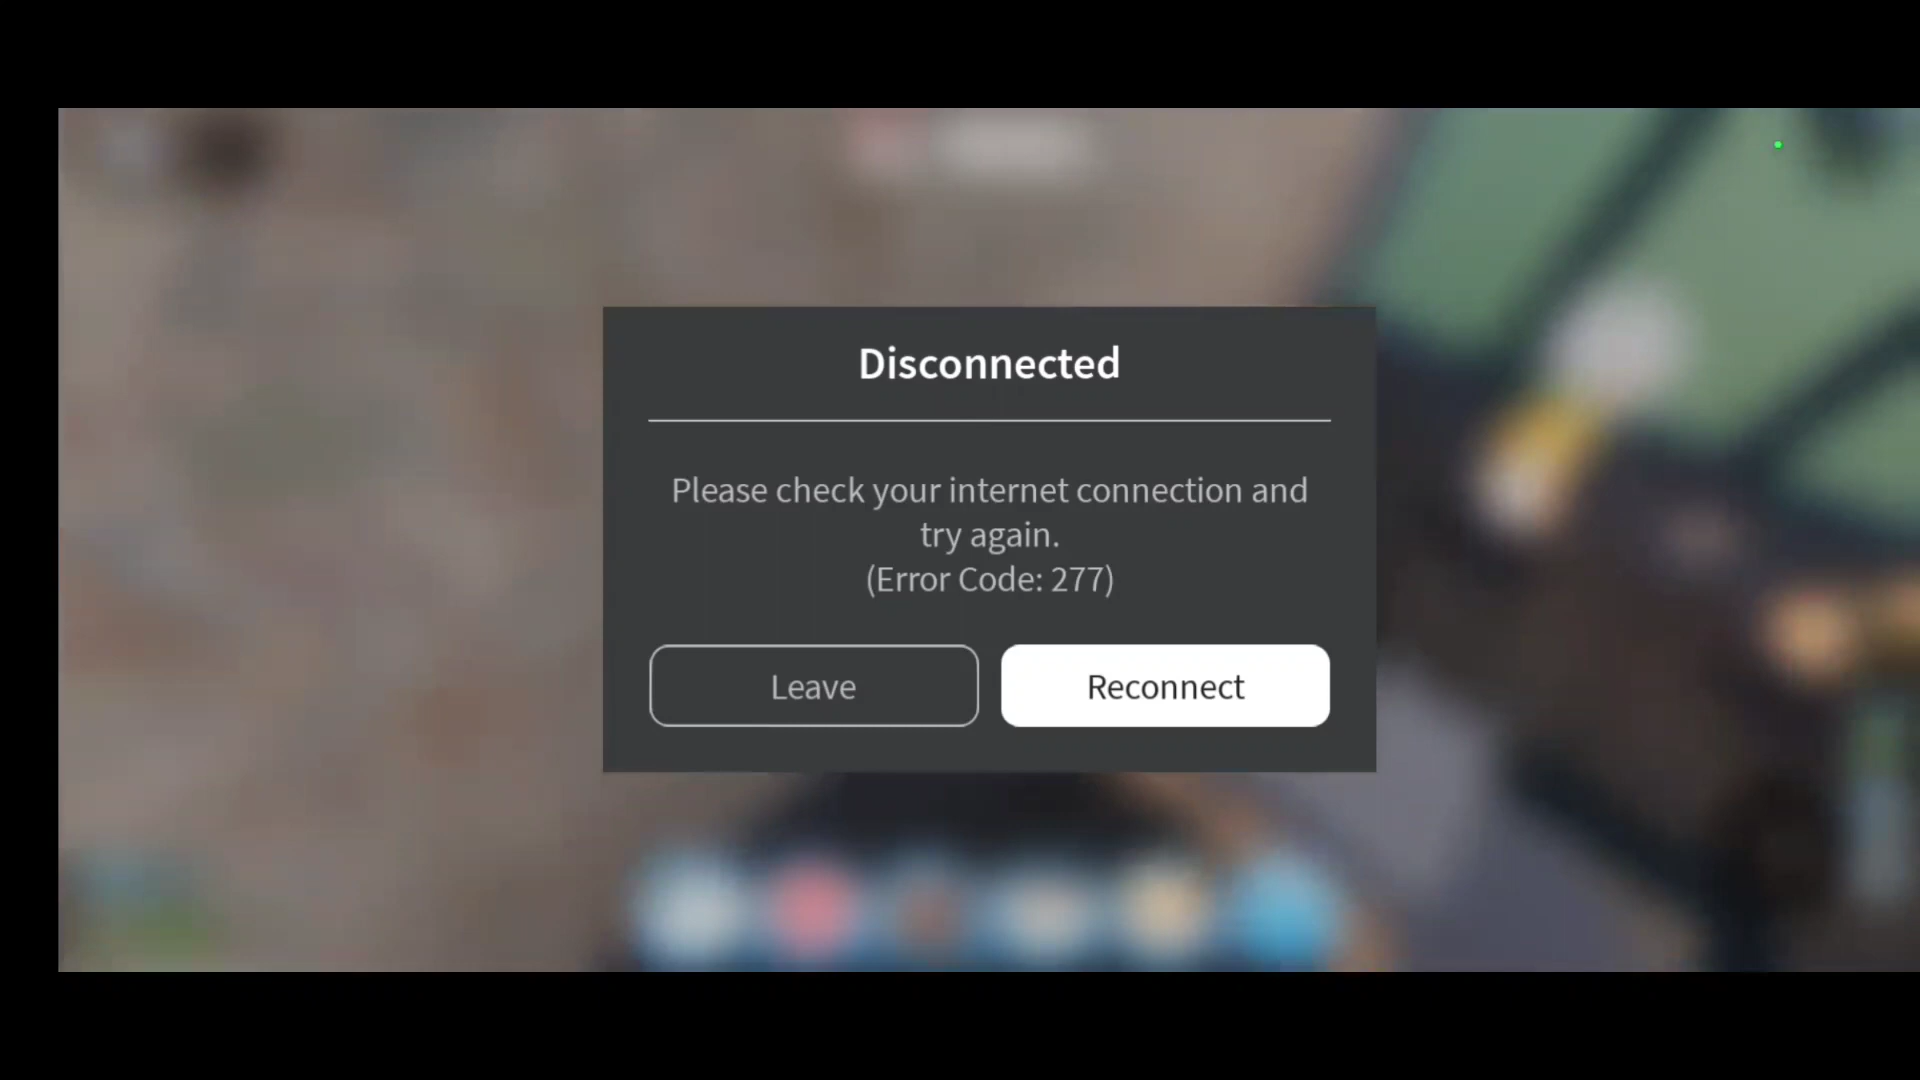 Disconnected
Please check your internet connection and
try again.
(Error Code: 277)
Leave
Reconnect